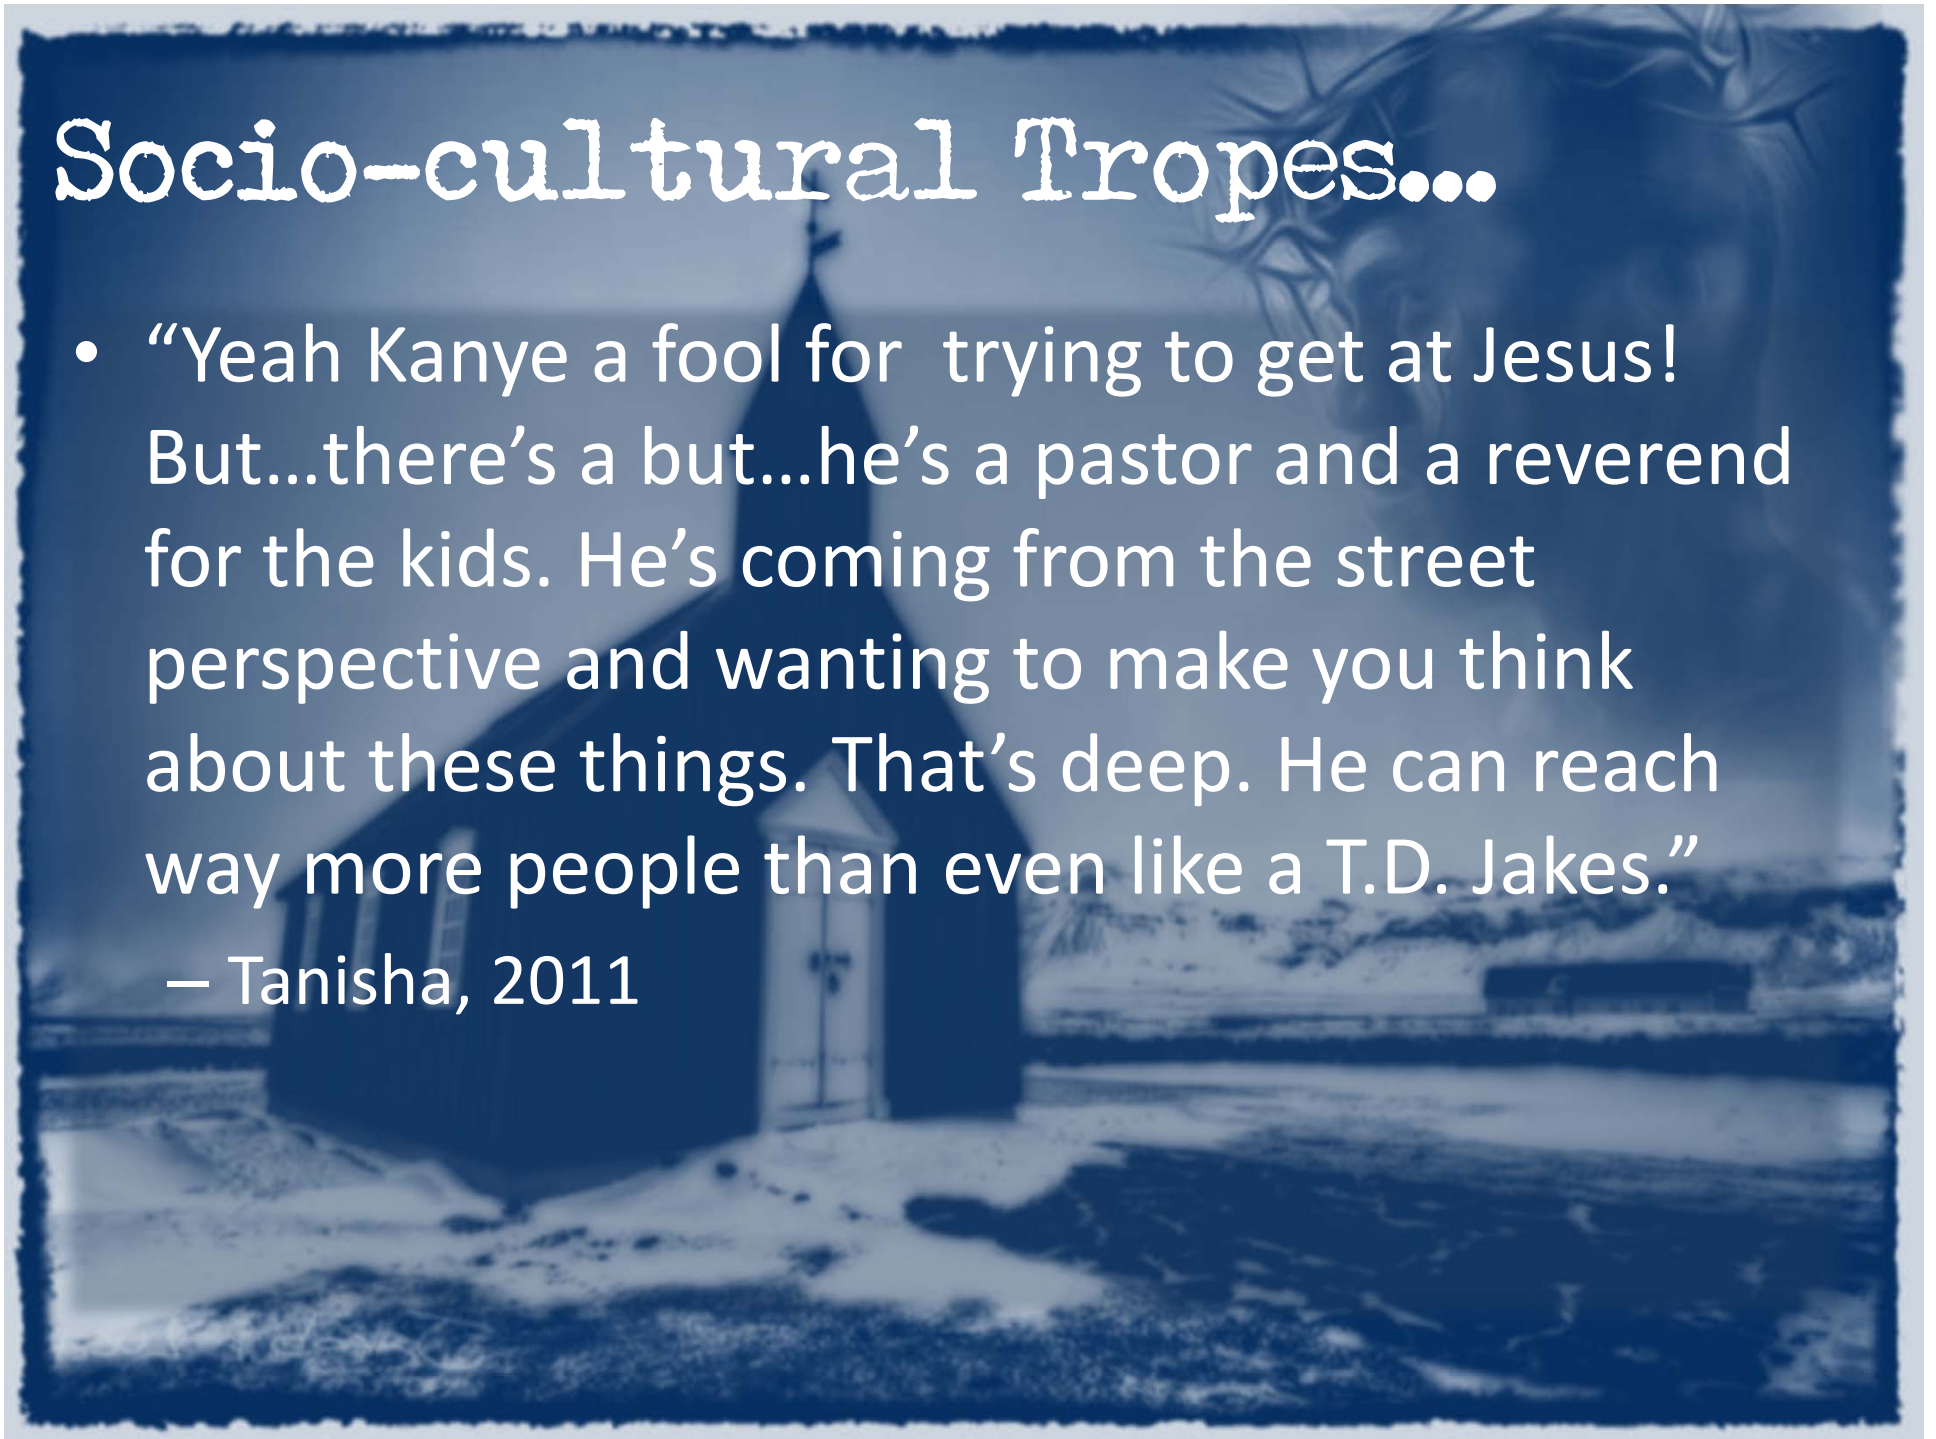 Socio-cultural Tropes…
• “Yeah Kanye a fool for  trying to get at Jesus!
But…there’s a but…he’s a pastor and a reverend
for the kids. He’s coming from the street
perspective and wanting to make you think
about these things. That’s deep. He can reach
way more people than even like a T.D. Jakes.”
– Tanisha, 2011